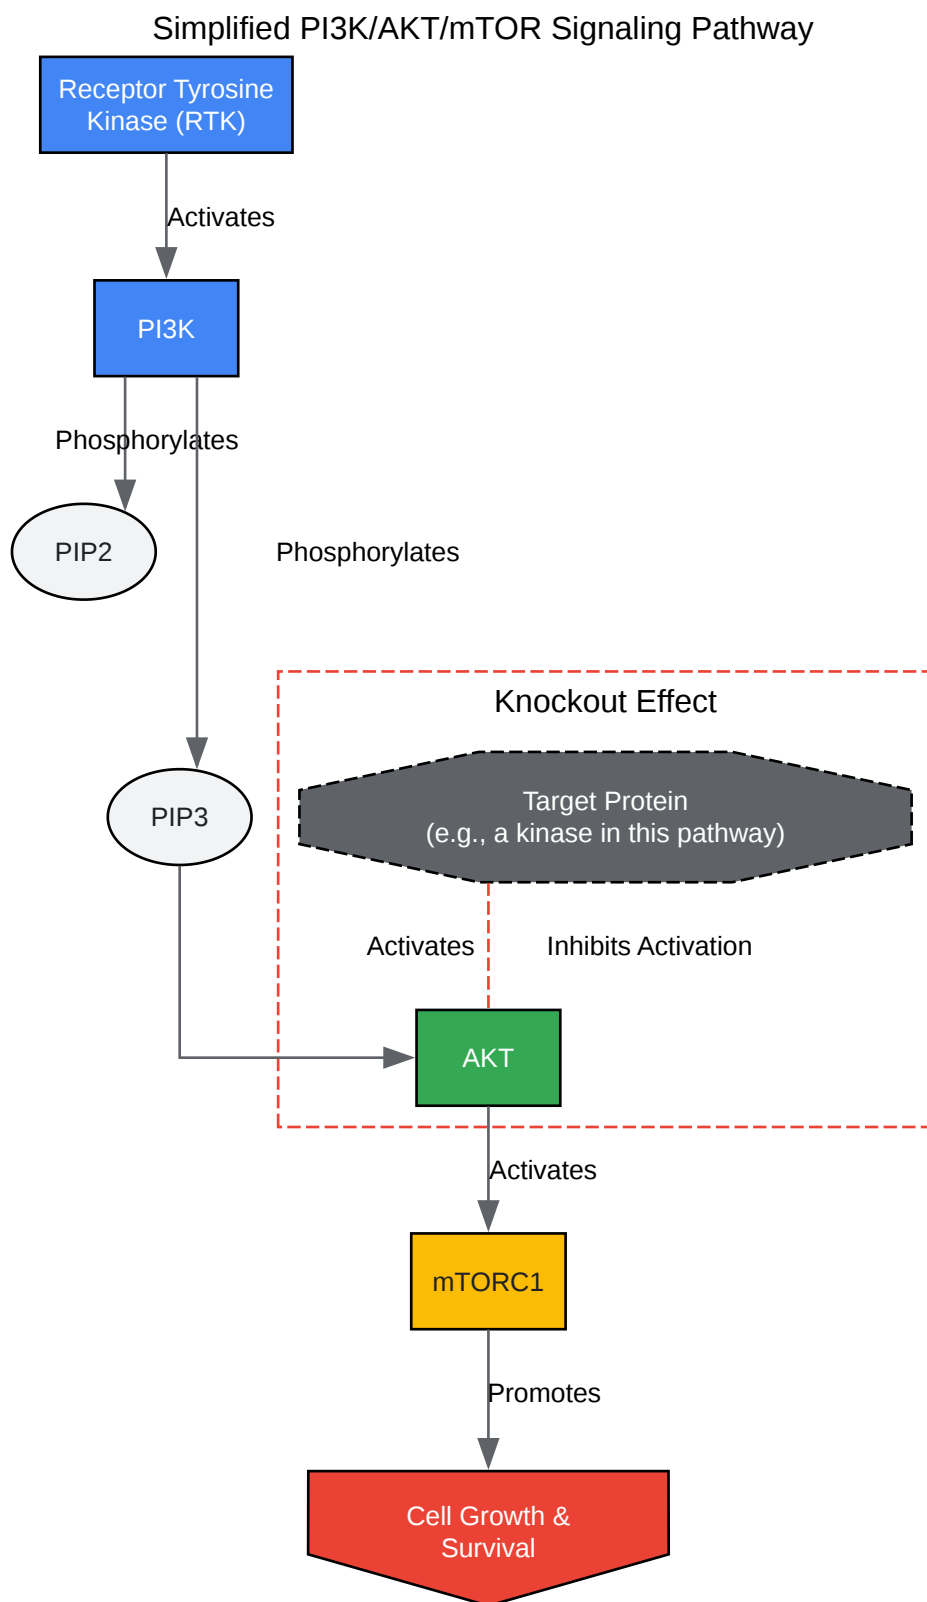 Simplified PI3K/AKT/mTOR Signaling Pathway
Receptor Tyrosine
Kinase (RTK)
Activates
PI3K
Phosphorylates
PIP2
Phosphorylates
Knockout Effect
Target Protein
(e.g., a kinase in this pathway)
PIP3
Activates
Inhibits Activation
AKT
Activates
mTORC1
Promotes
Cell Growth &
Survival